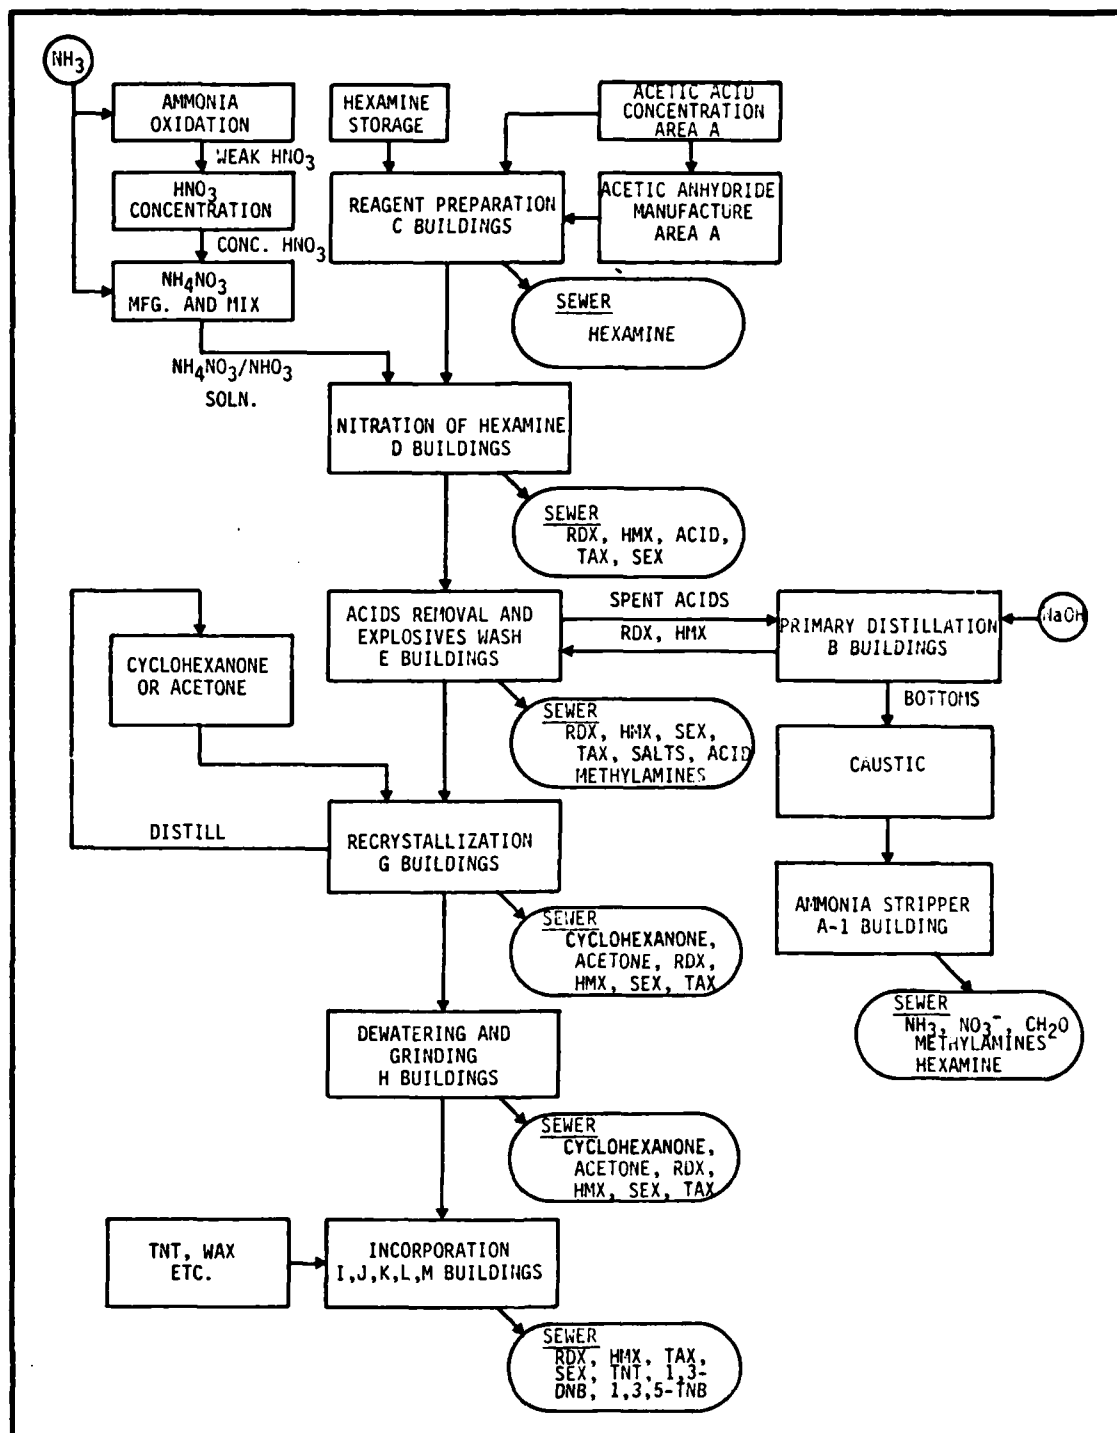 NH3
AMMONIA
OXIDATION
WEAK HNO3
HNO3
CONCENTRATION
CONC. HNO3
NH4NO3
MFG. AND MIX
NH4NO3/NHO3
SOLN.
HEXAMINE
STORAGE
ACETIC ACID
CONCENTRATION
AREA A
REAGENT PREPARATION
C BUILDINGS
ACETIC ANHYDRIDE
MANUFACTURE
AREA A
SEWER
HEXAMINE
NITRATION OF HEXAMINE
D BUILDINGS
SEWER
RDX, HMX, ACID,
TAX, SEX
ACIDS REMOVAL AND
EXPLOSIVES WASH
E BUILDINGS
SPENT ACIDS
RDX, HMX
PRIMARY DISTILLATION
B BUILDINGS
NaOH
CYCLOHEXANONE
OR ACETONE
SEWER
RDX, HMX, SEX,
TAX, SALTS, ACID
METHYLAMINES
BOTTOMS
CAUSTIC
DISTILL
RECRYSTALLIZATION
G BUILDINGS
AMMONIA STRIPPER
A-1 BUILDING
SEWER
CYCLOHEXANONE,
ACETONE, RDX,
HMX, SEX, TAX
SEWER
NH3, NO3-, CH2O
METHYLAMINES
HEXAMINE
DEWATERING AND
GRINDING
H BUILDINGS
SEWER
CYCLOHEXANONE,
ACETONE, RDX,
HMX, SEX, TAX
TNT, WAX
ETC.
INCORPORATION
I,J,K,L,M BUILDINGS
SEWER
RDX, HMX, TAX,
SEX, TNT, 1,3-
DNB, 1,3,5-TNB